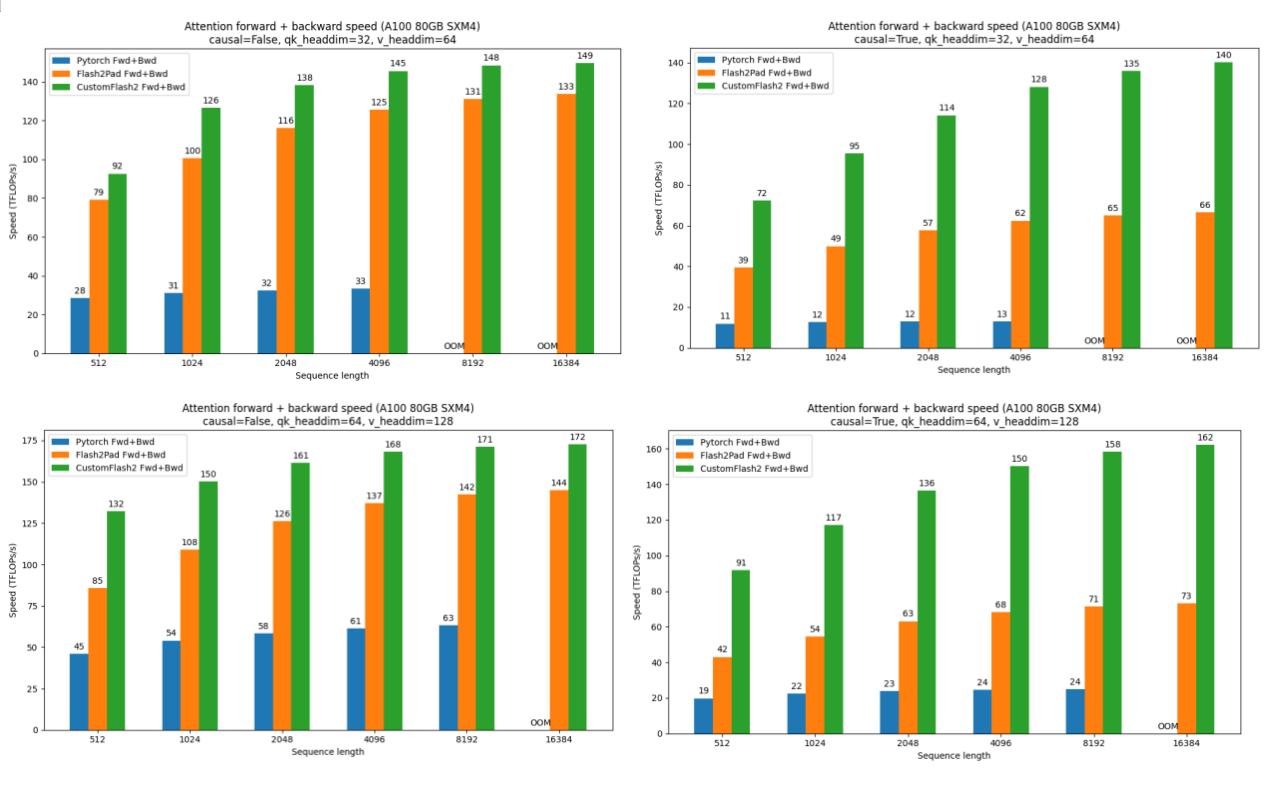 Attention forward + backward speed (A100 80GB SXM4)
causal=False, qk_headdim=32, v_headdim=64
Pytorch Fwd+Bwd
Flash2Pad Fwd+Bwd
CustomFlash2 Fwd+Bwd
Speed (TFLOPs/s)
140
120
100
80
60
40
20
0
28 79 92
31 100 126
32 116 138
33 125 145
OOM 131 148
OOM 133 149
512 1024 2048 4096 8192 16384
Sequence length
Attention forward + backward speed (A100 80GB SXM4)
causal=True, qk_headdim=32, v_headdim=64
Pytorch Fwd+Bwd
Flash2Pad Fwd+Bwd
CustomFlash2 Fwd+Bwd
Speed (TFLOPs/s)
140
120
100
80
60
40
20
0
11 39 72
12 49 95
12 57 114
13 62 128
OOM 65 135
OOM 66 140
512 1024 2048 4096 8192 16384
Sequence length
Attention forward + backward speed (A100 80GB SXM4)
causal=False, qk_headdim=64, v_headdim=128
Pytorch Fwd+Bwd
Flash2Pad Fwd+Bwd
CustomFlash2 Fwd+Bwd
Speed (TFLOPs/s)
175
150
125
100
75
50
25
0
45 85 132
54 108 150
58 126 161
61 137 168
63 142 171
OOM 144 172
512 1024 2048 4096 8192 16384
Sequence length
Attention forward + backward speed (A100 80GB SXM4)
causal=True, qk_headdim=64, v_headdim=128
Pytorch Fwd+Bwd
Flash2Pad Fwd+Bwd
CustomFlash2 Fwd+Bwd
Speed (TFLOPs/s)
160
140
120
100
80
60
40
20
0
19 42 91
22 54 117
23 63 136
24 68 150
24 71 158
OOM 73 162
512 1024 2048 4096 8192 16384
Sequence length